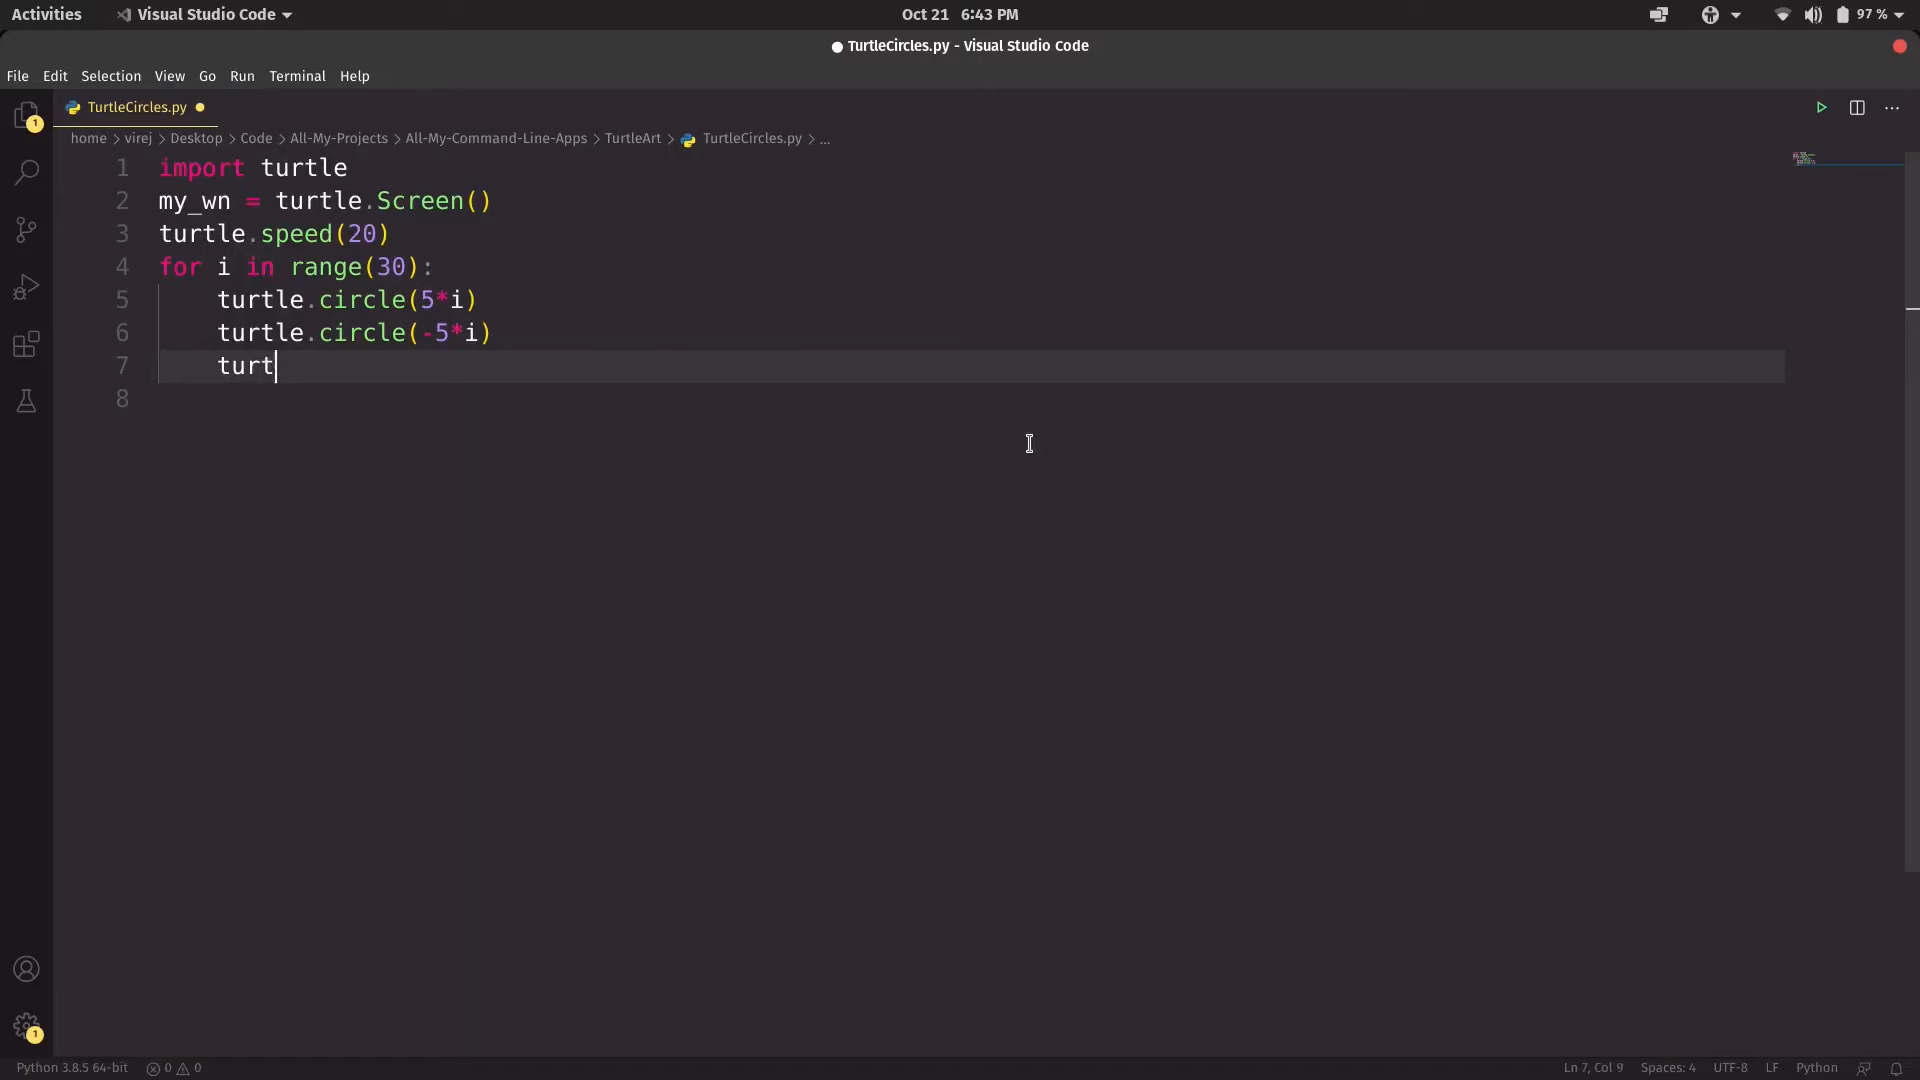 Activities Visual Studio Code Oct 21 6:43 PM 97 %
TurtleCircles.py - Visual Studio Code
File Edit Selection View Go Run Terminal Help
1 TurtleCircles.py
home > virej > Desktop > Code > All-My-Projects > All-My-Command-Line-Apps > TurtleArt > TurtleCircles.py > ...
1 import turtle
2 my_wn = turtle.Screen()
3 turtle.speed(20)
4 for i in range(30):
5     turtle.circle(5*i)
6     turtle.circle(-5*i)
7     turt
8
1
Python 3.8.5 64-bit 0 0 Ln 7, Col 9 Spaces: 4 UTF-8 LF Python